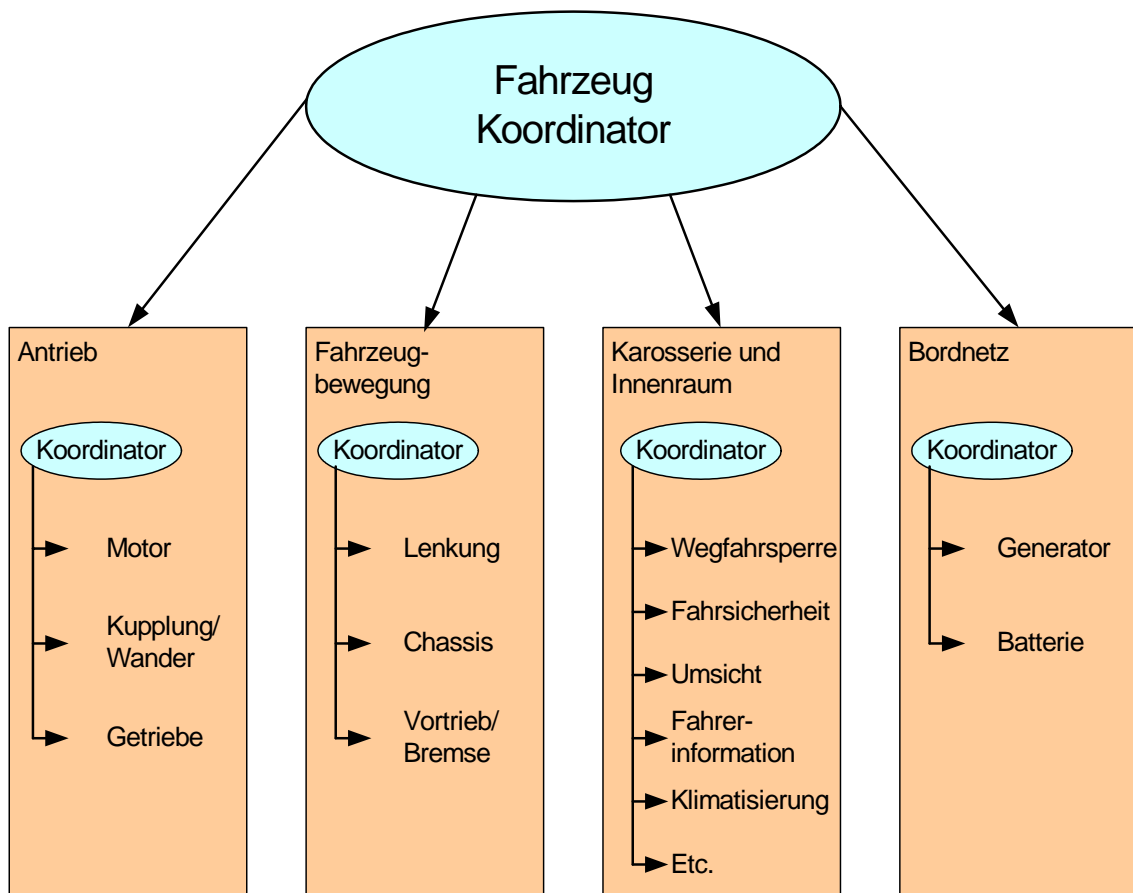 Fahrzeug
Koordinator
Antrieb
Koordinator
Motor
Kupplung/
Wander
Getriebe
Fahrzeug-
bewegung
Koordinator
Lenkung
Chassis
Vortrieb/
Bremse
Karosserie und
Innenraum
Koordinator
Wegfahrsperre
Fahrsicherheit
Umsicht
Fahrer-
information
Klimatisierung
Etc.
Bordnetz
Koordinator
Generator
Batterie